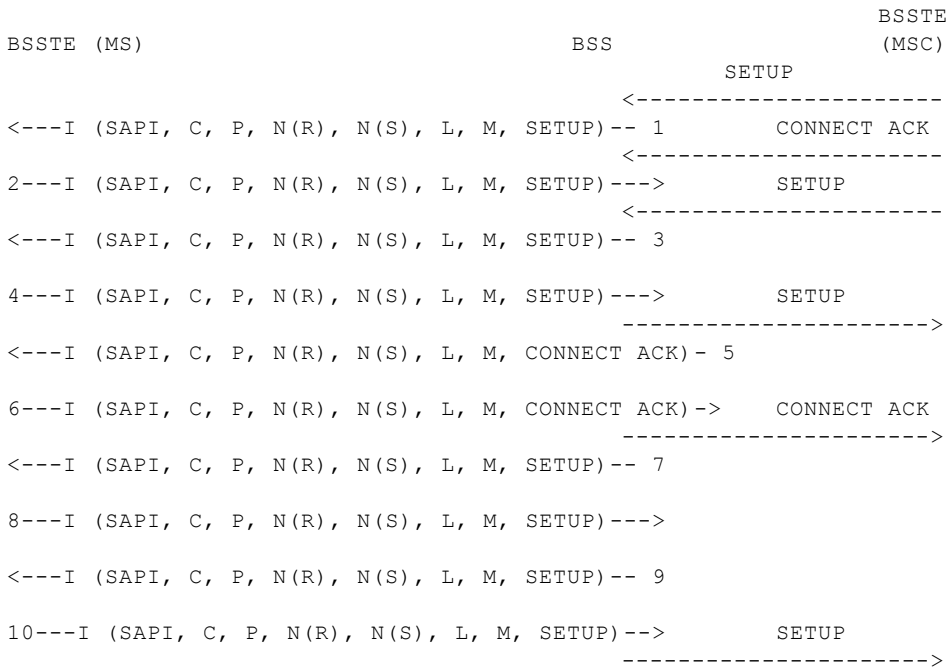 BSSTE
BSSTE (MS) BSS (MSC)
SETUP
<----------------------
<---I (SAPI, C, P, N(R), N(S), L, M, SETUP)-- 1 CONNECT ACK
<----------------------
2---I (SAPI, C, P, N(R), N(S), L, M, SETUP)---> SETUP
<----------------------
<---I (SAPI, C, P, N(R), N(S), L, M, SETUP)-- 3
4---I (SAPI, C, P, N(R), N(S), L, M, SETUP)---> SETUP
---------------------->
<---I (SAPI, C, P, N(R), N(S), L, M, CONNECT ACK)- 5
6---I (SAPI, C, P, N(R), N(S), L, M, CONNECT ACK)-> CONNECT ACK
---------------------->
<---I (SAPI, C, P, N(R), N(S), L, M, SETUP)-- 7
8---I (SAPI, C, P, N(R), N(S), L, M, SETUP)--->
<---I (SAPI, C, P, N(R), N(S), L, M, SETUP)-- 9
10---I (SAPI, C, P, N(R), N(S), L, M, SETUP)--> SETUP
---------------------->